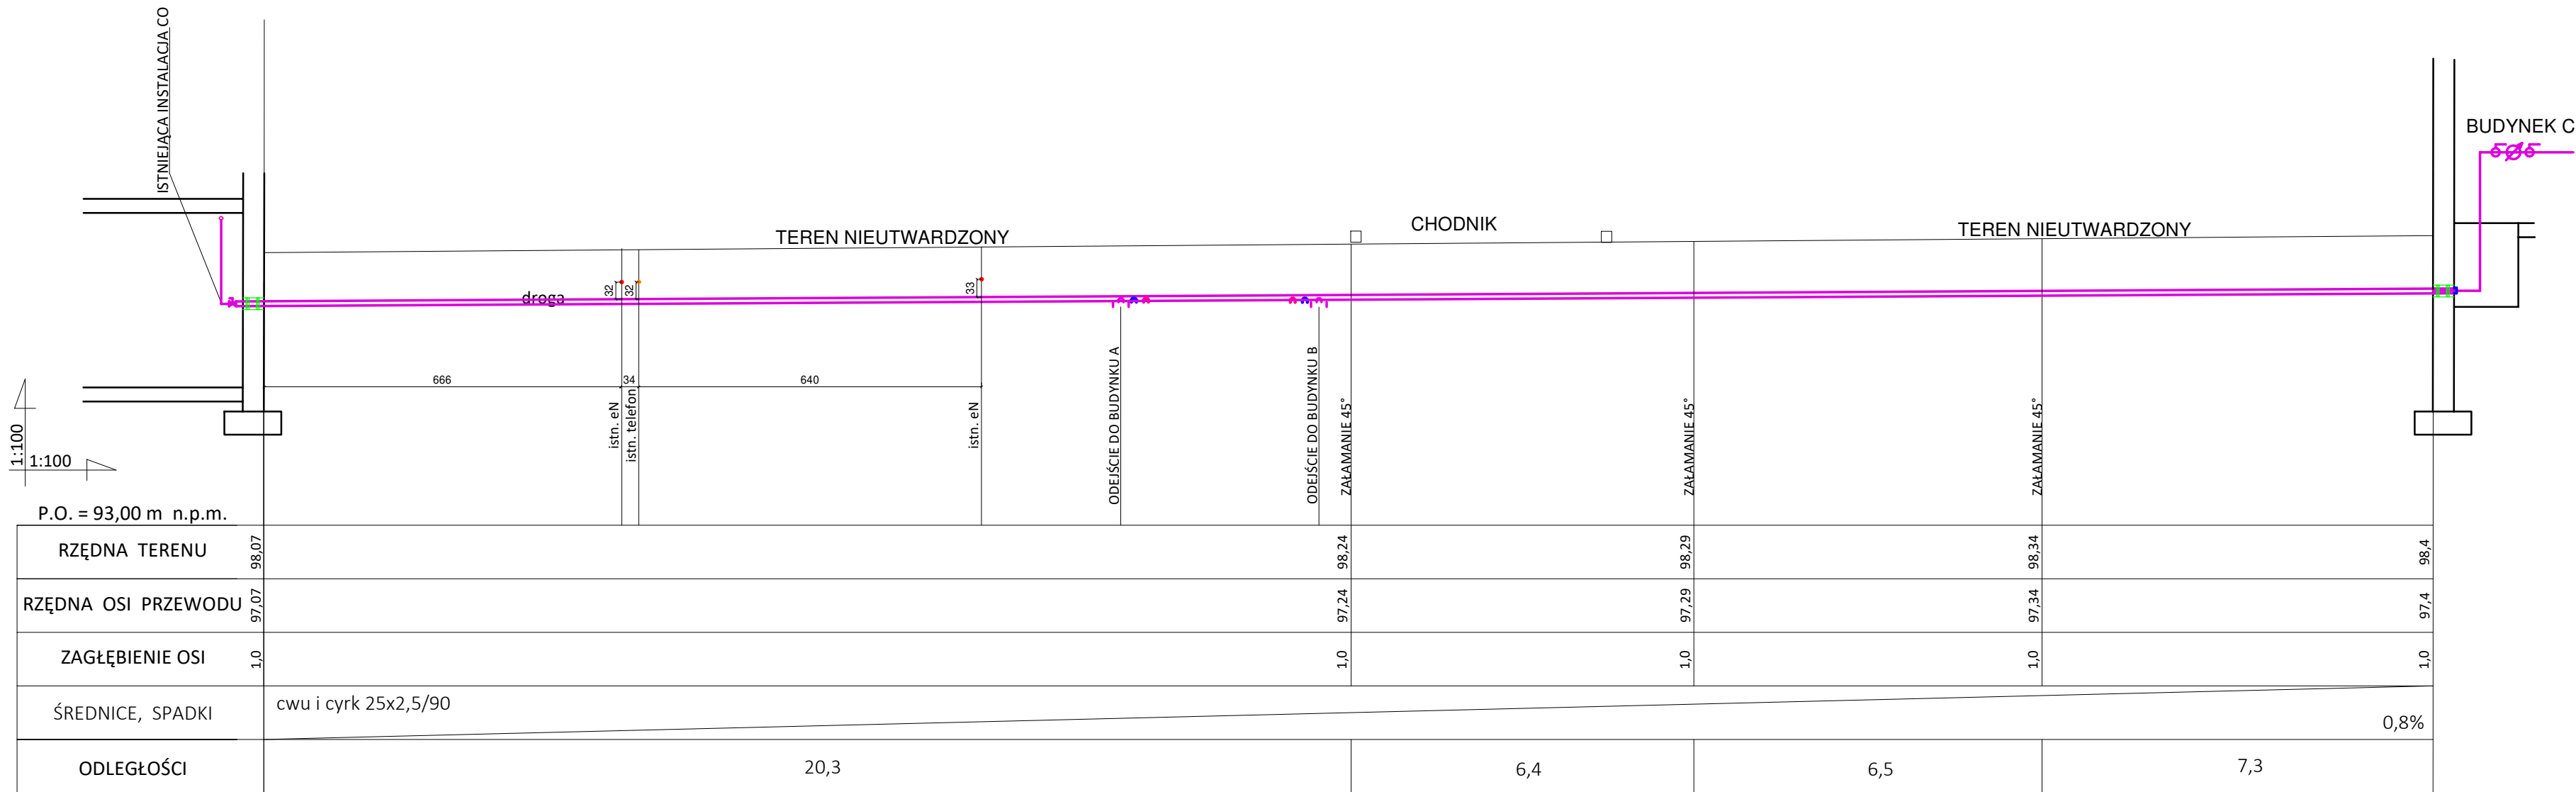 ISTNIEJĄCA INSTALACJA CO
BUDYNEK C
TEREN NIEUTWARDZONY
CHODNIK
TEREN NIEUTWARDZONY
32
32
33
droga
666
34
640
istn. eN
istn. telefon
istn. eN
ODEJŚCIE DO BUDYNKU A
ODEJŚCIE DO BUDYNKU B
ZAŁAMANIE 45°
ZAŁAMANIE 45°
ZAŁAMANIE 45°
1:100
1:100
P.O. = 93,00 m n.p.m.
RZĘDNA TERENU 98,07 98,24 98,29 98,34 98,4
RZĘDNA OSI PRZEWODU 97,07 97,24 97,29 97,34 97,4
ZAGŁĘBIENIE OSI 1,0 1,0 1,0 1,0 1,0
ŚREDNICE, SPADKI cwu i cyrk 25x2,5/90 0,8%
ODLEGŁOŚCI 20,3 6,4 6,5 7,3